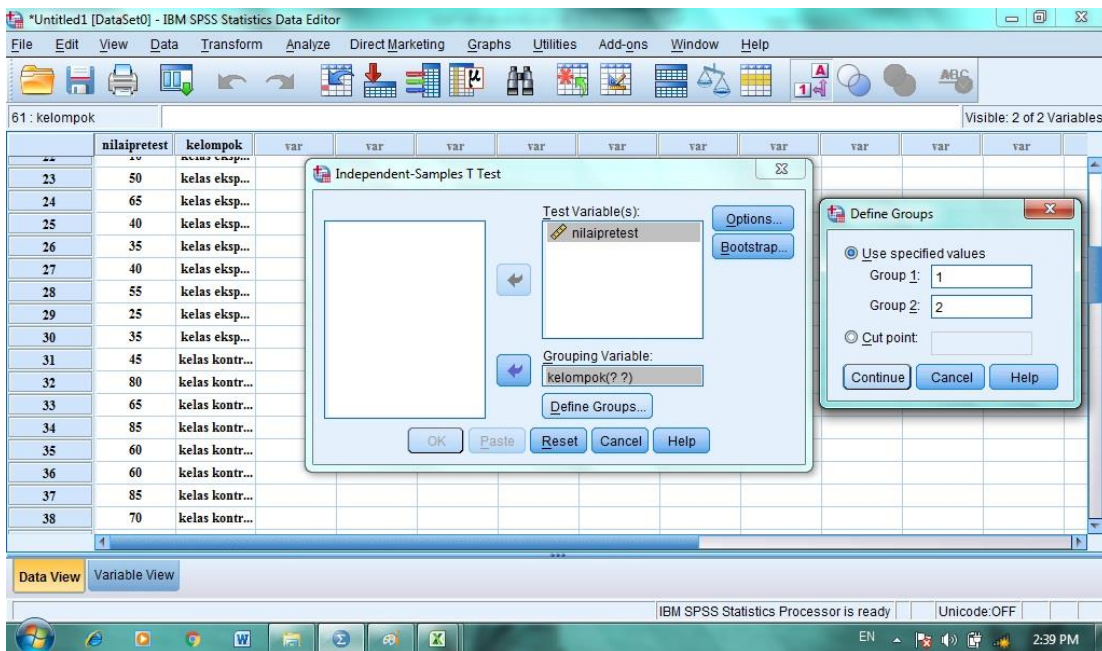 *Untitled1 [DataSet0] - IBM SPSS Statistics Data Editor
File Edit View Data Transform Analyze Direct Marketing Graphs Utilities Add-ons Window Help
61 : kelompok
Visible: 2 of 2 Variables
nilaipretest kelompok var var var var var var var var var var
23 50 kelas eksp...
24 65 kelas eksp...
25 40 kelas eksp...
26 35 kelas eksp...
27 40 kelas eksp...
28 55 kelas eksp...
29 25 kelas eksp...
30 35 kelas eksp...
31 45 kelas kontr...
32 80 kelas kontr...
33 65 kelas kontr...
34 85 kelas kontr...
35 60 kelas kontr...
36 60 kelas kontr...
37 85 kelas kontr...
38 70 kelas kontr...
Independent-Samples T Test
Test Variable(s):
nilaipretest
Options...
Bootstrap...
Grouping Variable:
kelompok(? ?)
Define Groups...
OK Paste Reset Cancel Help
Define Groups
Use specified values
Group 1: 1
Group 2: 2
Cut point:
Continue Cancel Help
Data View Variable View
IBM SPSS Statistics Processor is ready Unicode:OFF
EN 2:39 PM